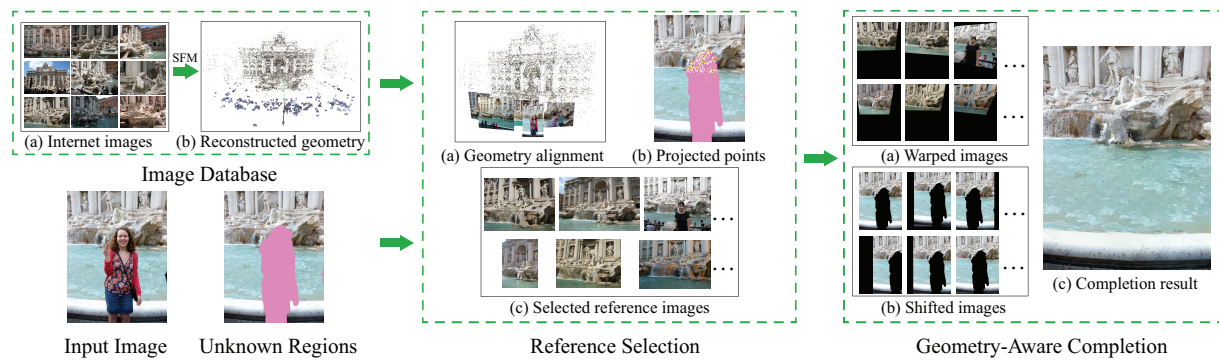 SFM
(a) Internet images
(b) Reconstructed geometry
Image Database
Input Image
Unknown Regions
(a) Geometry alignment
(b) Projected points
(c) Selected reference images
Reference Selection
(a) Warped images
(b) Shifted images
(c) Completion result
Geometry-Aware Completion